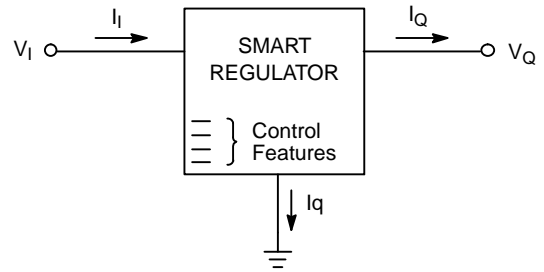 I_I
I_Q
V_I
SMART
REGULATOR
V_Q
Control
Features
Iq